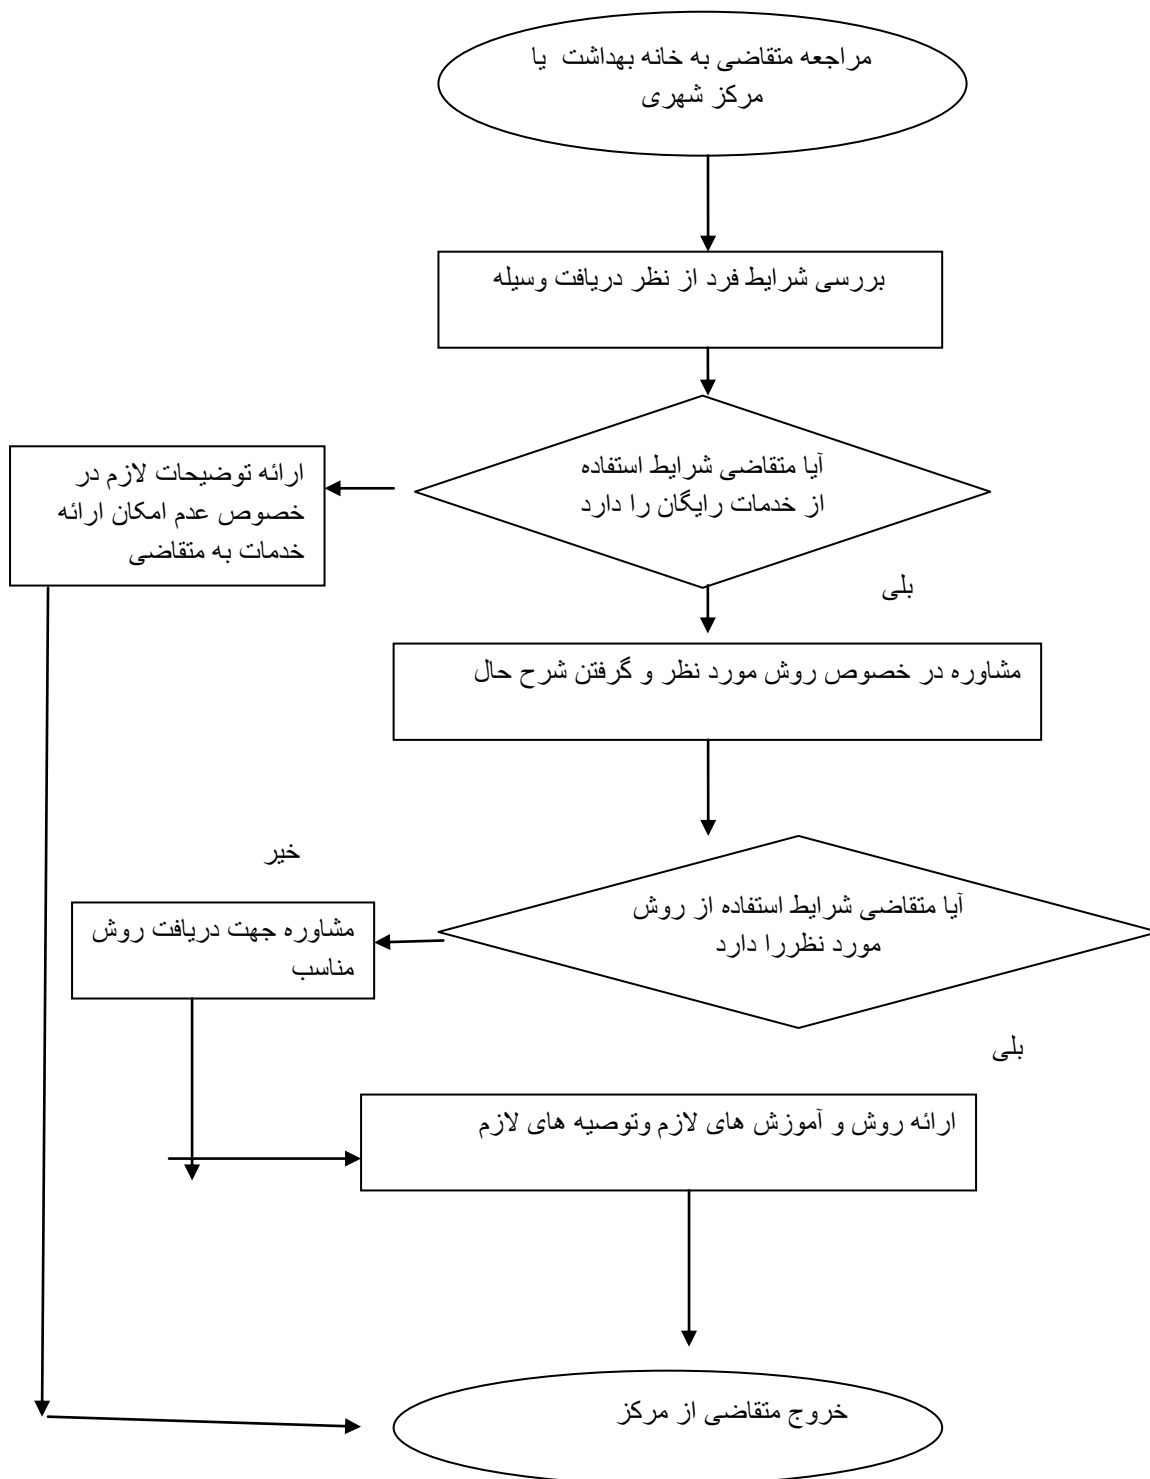 مراجعه متقاضی به خانه بهداشت یا
مرکز شهری
بررسی شرایط فرد از نظر دریافت وسیله
آیا متقاضی شرایط استفاده
از خدمات رایگان را دارد
ارائه توضیحات لازم در
خصوص عدم امکان ارائه
خدمات به متقاضی
بلی
مشاوره در خصوص روش مورد نظر و گرفتن شرح حال
خیر
آیا متقاضی شرایط استفاده از روش
مورد نظررا دارد
مشاوره جهت دریافت روش
مناسب
بلی
ارائه روش و آموزش های لازم وتوصیه های لازم
خروج متقاضی از مرکز